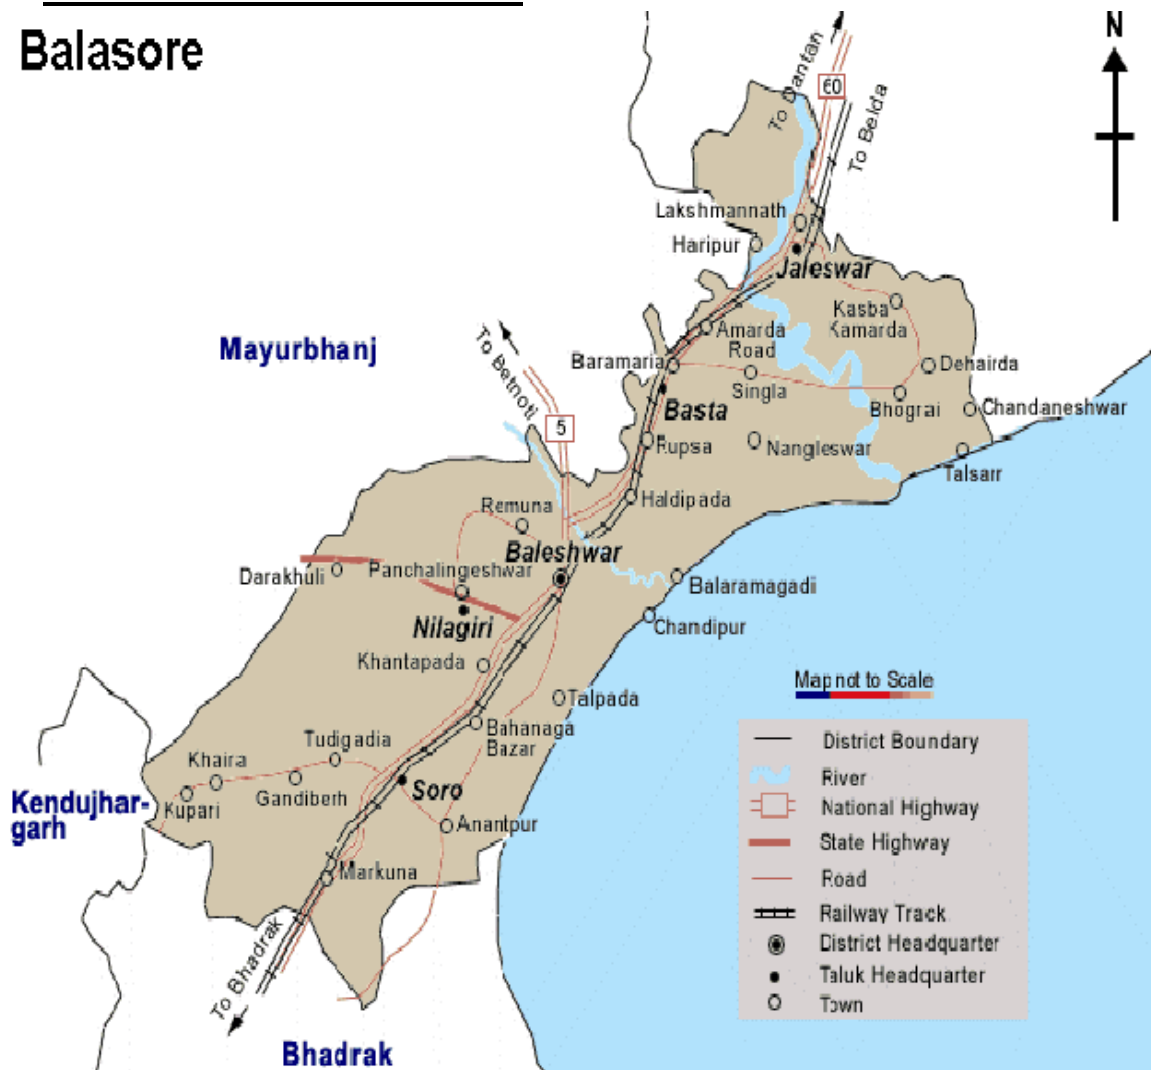 Balasore
N
To Dantan
60
To Belda
Lakshmannath
Haripur
Jaleswar
Kasba
Kamarda
Mayurbhanj
To Betnoti
Amarda
Road
Baramaria
Dehairda
Singla
Basta
Bhograi
Chandaneshwar
5
Rupsa
Nangleswar
Talsarr
Haldipada
Remuna
Baleshwar
Darakhuli
Panchalingeshwar
Balaramagadi
Nilagiri
Chandipur
Khantapada
Map not to Scale
Talpada
Bahanaga
Bazar
Tudigadia
Khaira
Kupari
Gandiberh
Soro
Kendujhar-
garh
Anantpur
Markuna
To Bhadrak
Bhadrak
District Boundary
River
National Highway
State Highway
Road
Railway Track
District Headquarter
Taluk Headquarter
Town